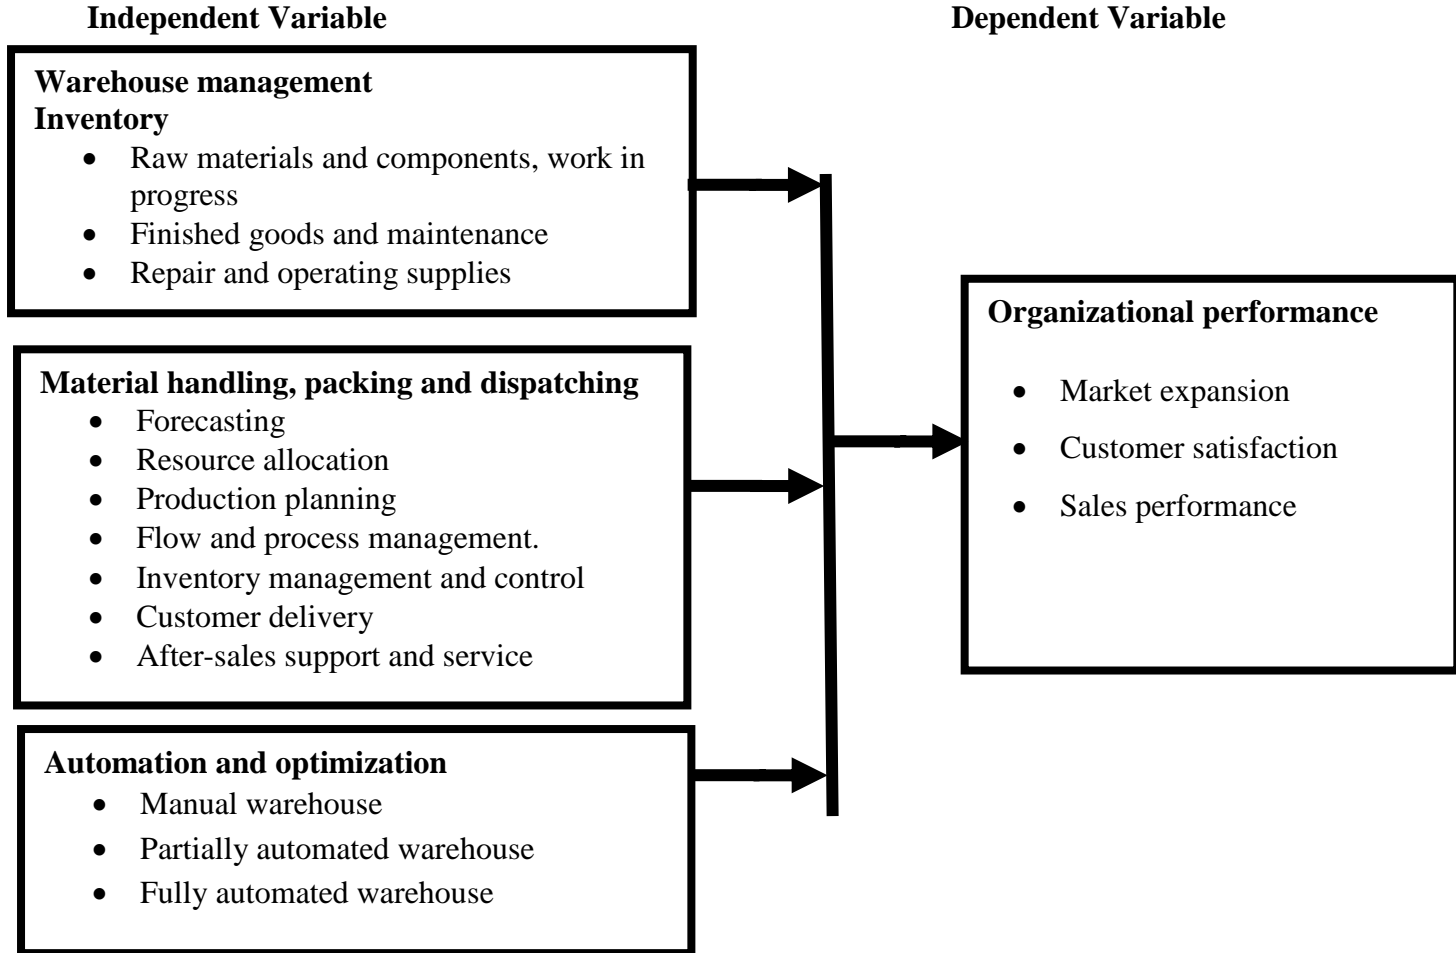 Independent Variable
Dependent Variable
Warehouse management
Inventory
• Raw materials and components, work in
progress
• Finished goods and maintenance
• Repair and operating supplies
Material handling, packing and dispatching
• Forecasting
• Resource allocation
• Production planning
• Flow and process management.
• Inventory management and control
• Customer delivery
• After-sales support and service
Automation and optimization
• Manual warehouse
• Partially automated warehouse
• Fully automated warehouse
Organizational performance
• Market expansion
• Customer satisfaction
• Sales performance